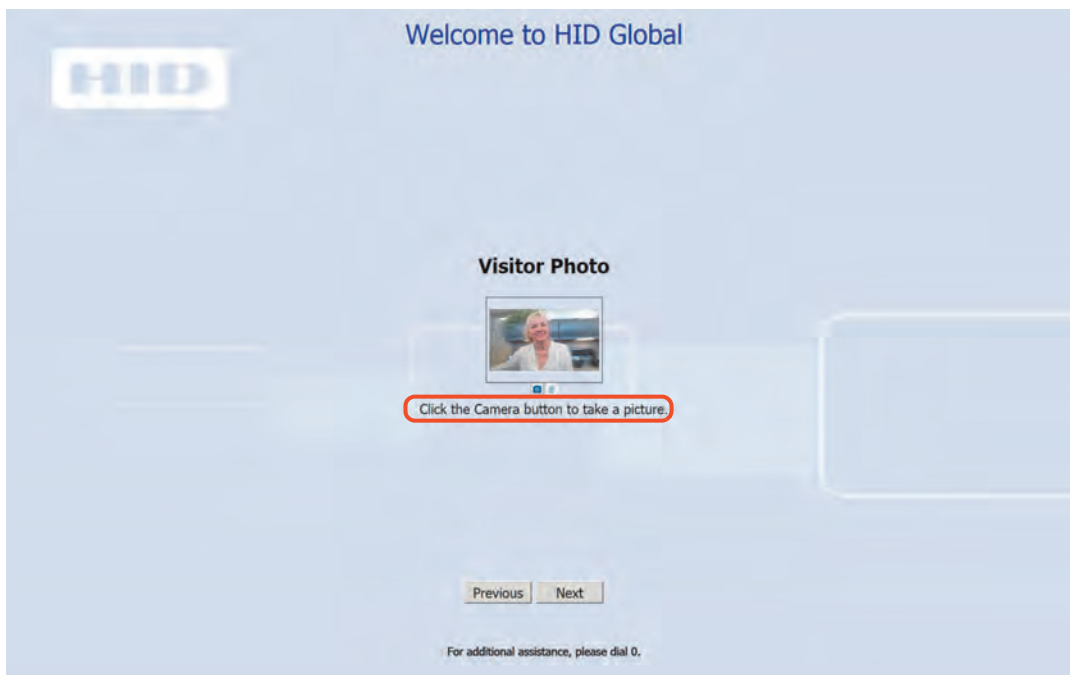 Welcome to HID Global
HID
Visitor Photo
Click the Camera button to take a picture.
Previous
Next
For additional assistance, please dial 0.